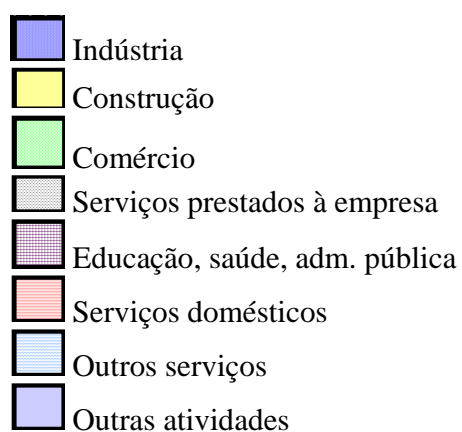 Indústria
Construção
Comércio
Serviços prestados à empresa
Educação, saúde, adm. pública
Serviços domésticos
Outros serviços
Outras atividades